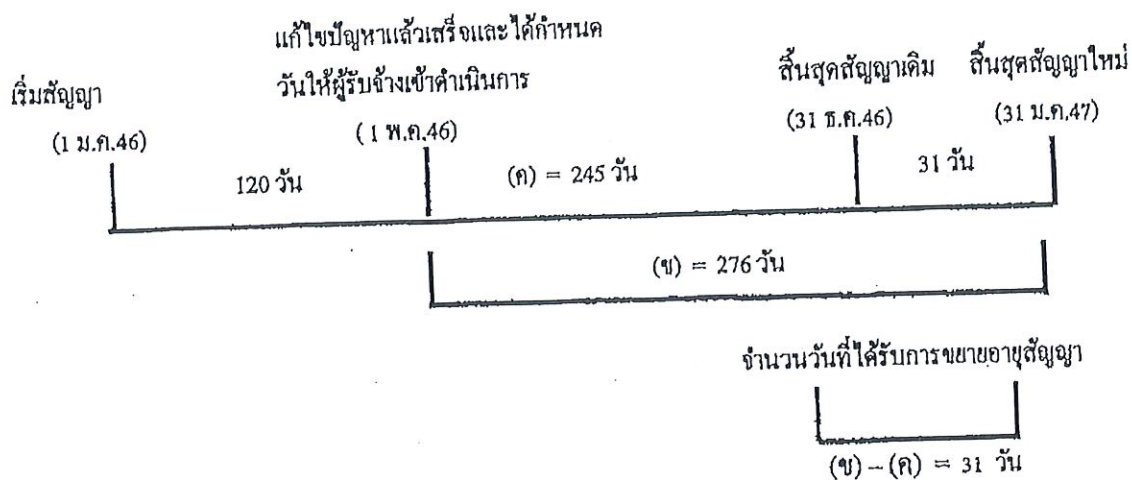 แก้ไขปัญหาแล้วเสร็จและได้กำหนด
วันให้ผู้รับจ้างเข้าดำเนินการ
เริ่มสัญญา
สิ้นสุดสัญญาเดิม
สิ้นสุดสัญญาใหม่
(1 ม.ค.46)
(1 พ.ค.46)
(31 ธ.ค.46)
(31 ม.ค.47)
120 วัน
(ค) = 245 วัน
31 วัน
(ข) = 276 วัน
จำนวนวันที่ได้รับการขยายอายุสัญญา
(ข) – (ค) = 31 วัน